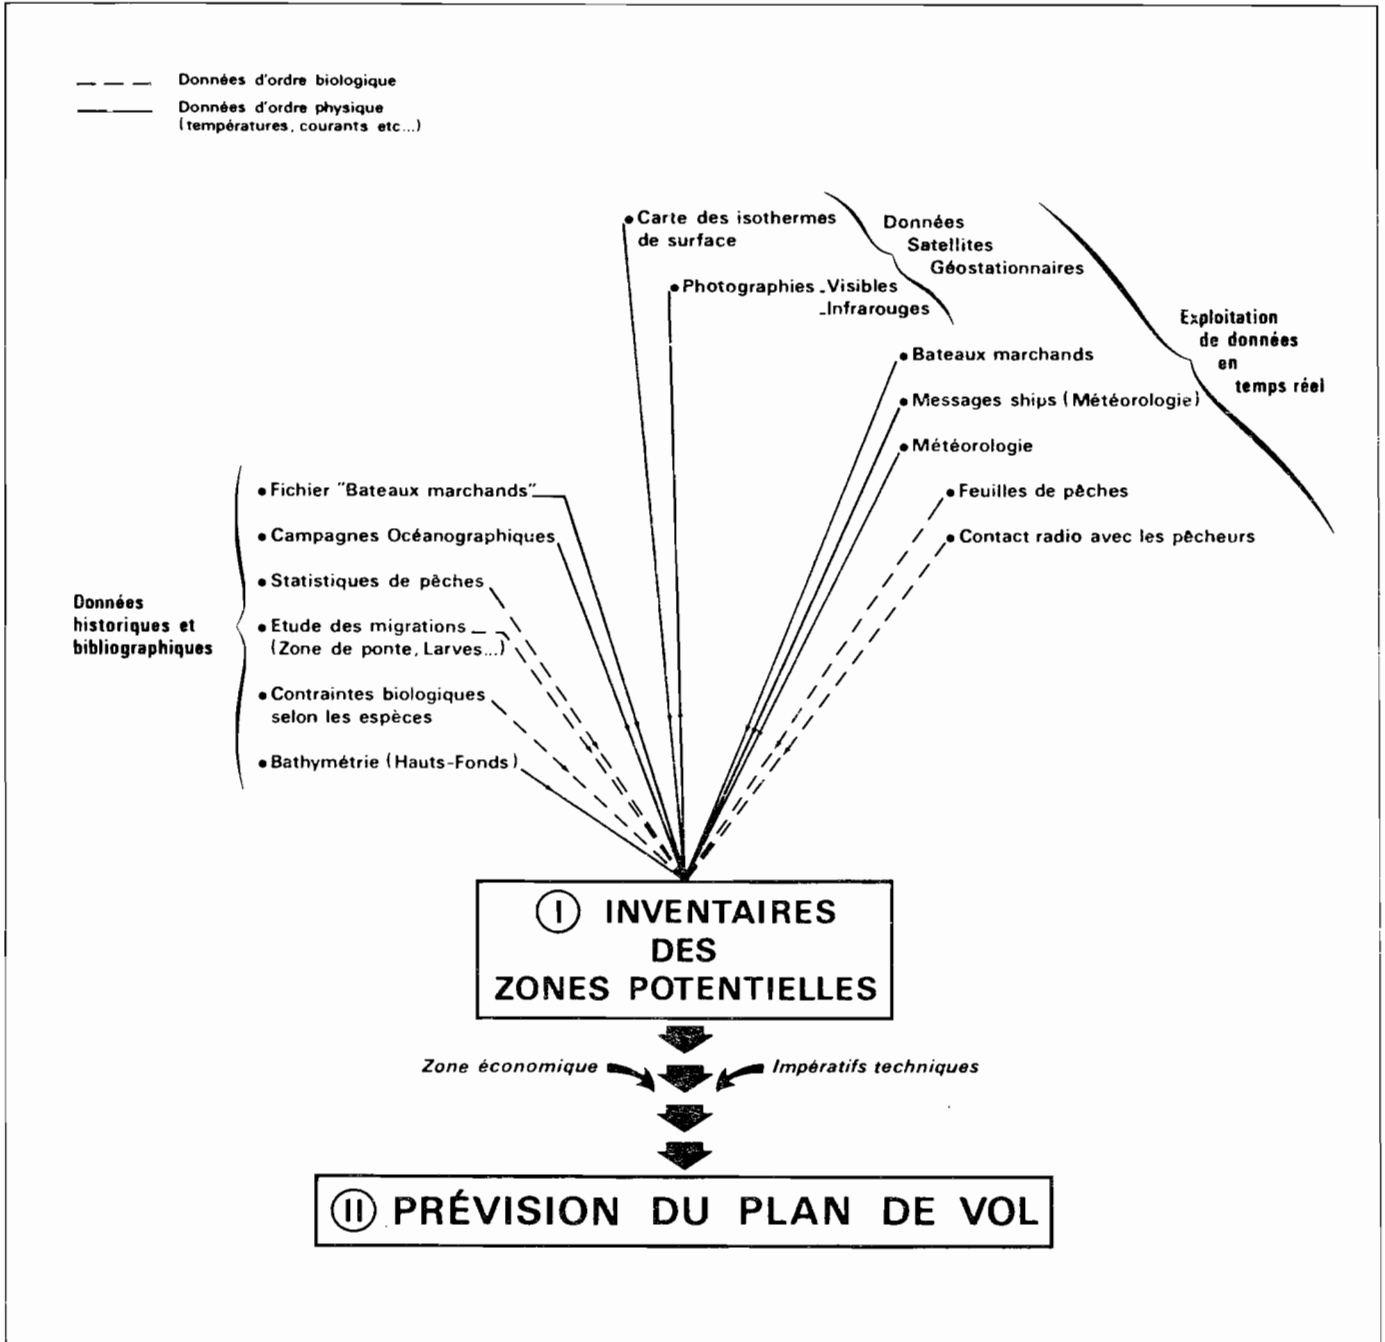 Données d'ordre biologique
Données d'ordre physique
(températures, courants etc...)
Carte des isothermes
de surface
Photographies -Visibles
-Infrarouges
Données
Satellites
Géostationnaires
Exploitation
de données
en
temps réel
Bateaux marchands
Messages ships (Météorologie)
Météorologie
Feuilles de pêches
Contact radio avec les pêcheurs
Données
historiques et
bibliographiques
Fichier "Bateaux marchands"
Campagnes Océanographiques
Statistiques de pêches
Etude des migrations
(Zone de ponte, Larves...)
Contraintes biologiques
selon les espèces
Bathymétrie (Hauts-Fonds)
I INVENTAIRES
DES
ZONES POTENTIELLES
Zone économique
Impératifs techniques
II PRÉVISION DU PLAN DE VOL